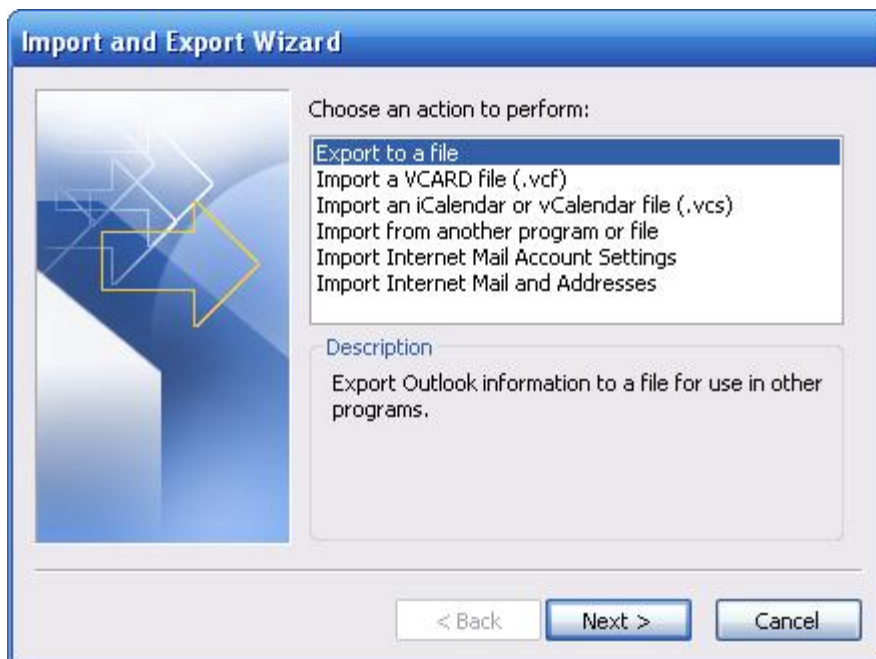 Import and Export Wizard
Choose an action to perform:
Export to a file
Import a VCARD file (.vcf)
Import an iCalendar or vCalendar file (.vcs)
Import from another program or file
Import Internet Mail Account Settings
Import Internet Mail and Addresses
Description
Export Outlook information to a file for use in other
programs.
< Back
Next >
Cancel